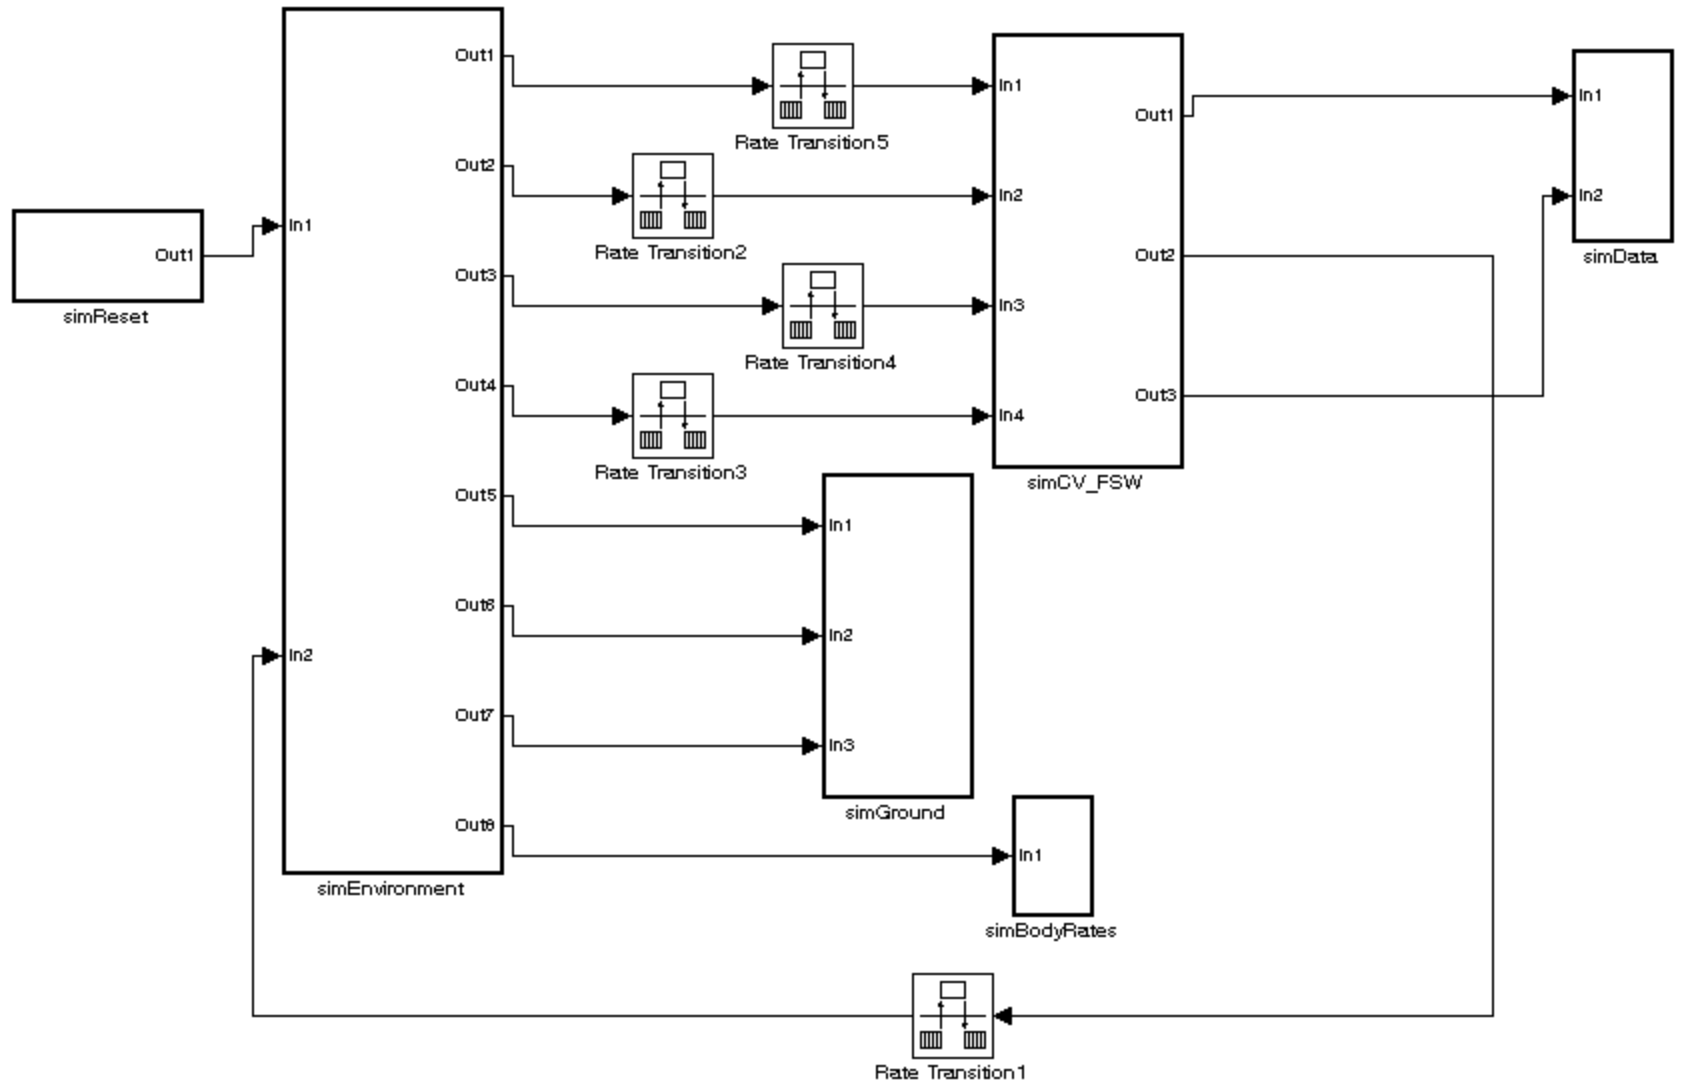 Out1
simReset
In1
In2
Out1
Out2
Out3
Out4
Out5
Out6
Out7
Out8
simEnvironment
Rate Transition5
Rate Transition2
Rate Transition4
Rate Transition3
In1
In2
In3
In4
Out1
Out2
Out3
simCV_FSW
In1
In2
simData
In1
In2
In3
simGround
In1
simBodyRates
Rate Transition1